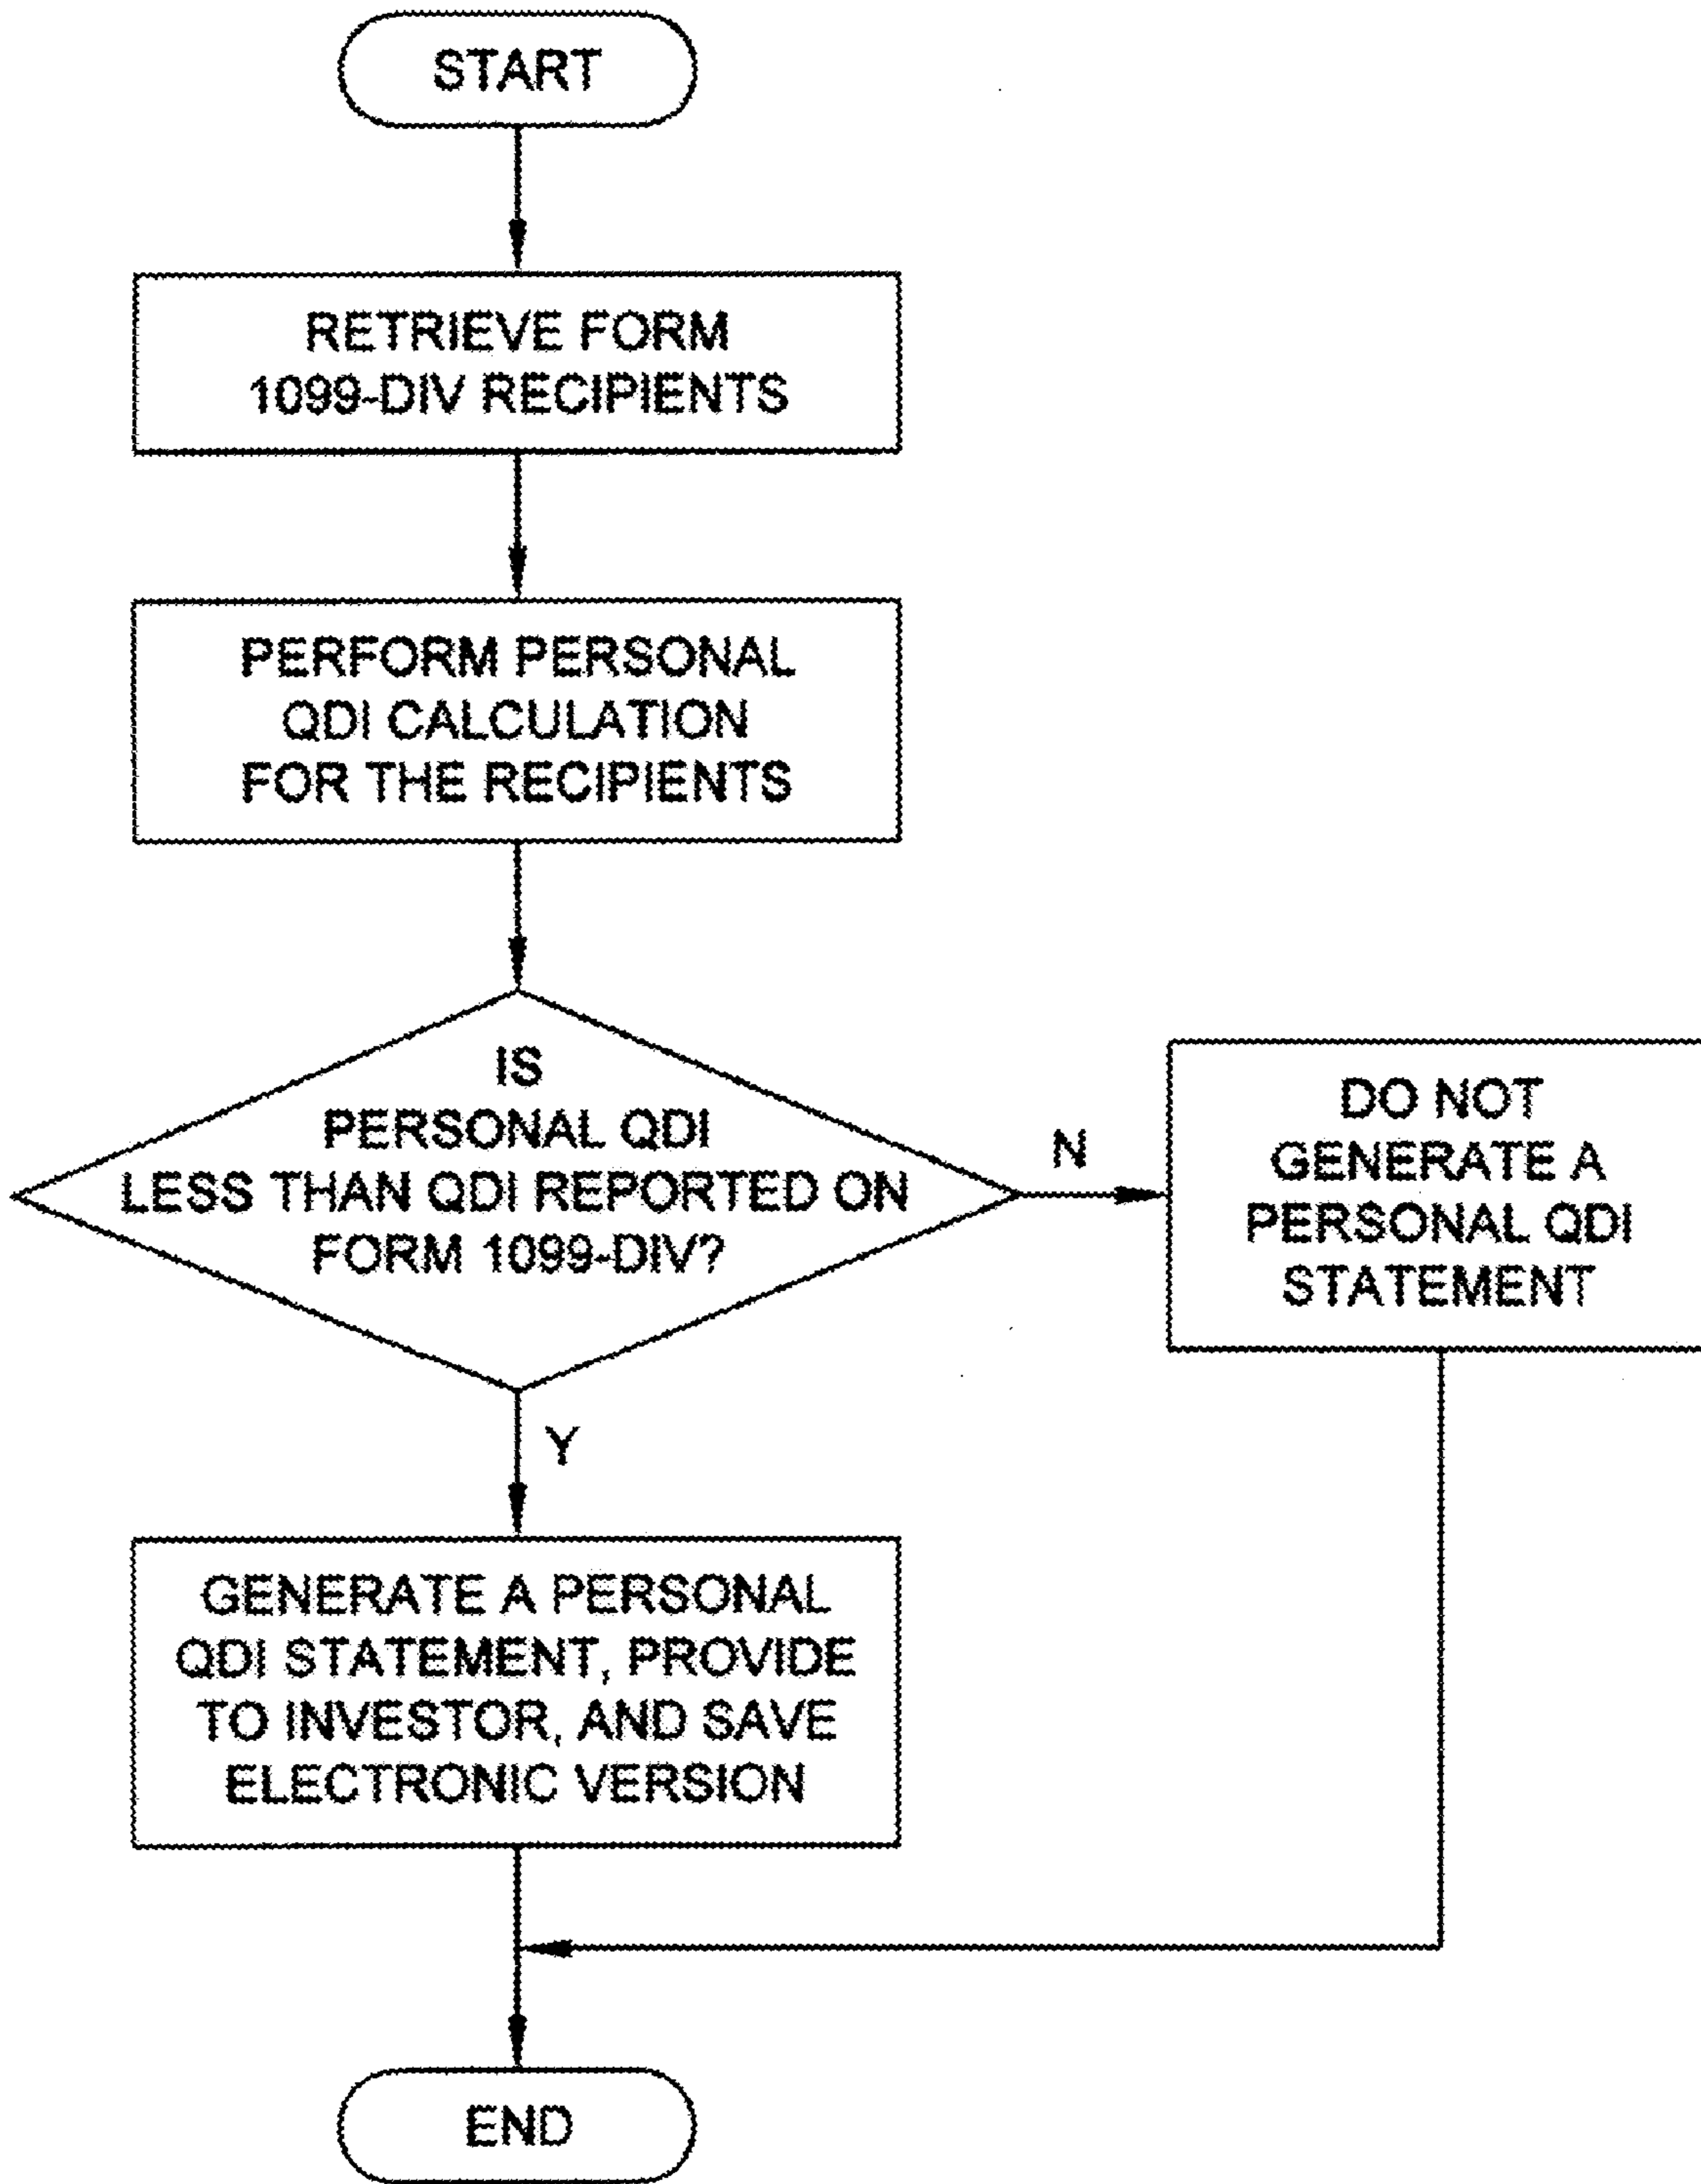 START
RETRIEVE FORM
1099-DIV RECIPIENTS
PERFORM PERSONAL
QDI CALCULATION
FOR THE RECIPIENTS
IS
PERSONAL QDI
LESS THAN QDI REPORTED ON
FORM 1099-DIV?
N
DO NOT
GENERATE A
PERSONAL QDI
STATEMENT
Y
GENERATE A PERSONAL
QDI STATEMENT, PROVIDE
TO INVESTOR, AND SAVE
ELECTRONIC VERSION
END